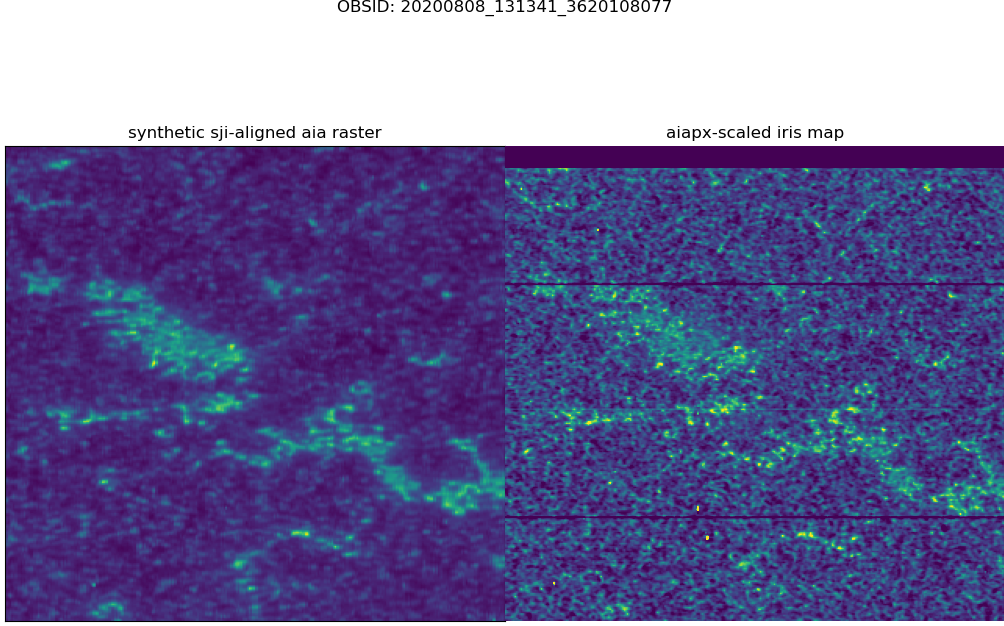 OBSID: 20200808_131341_3620108077
synthetic sji-aligned aia raster
aiapx-scaled iris map